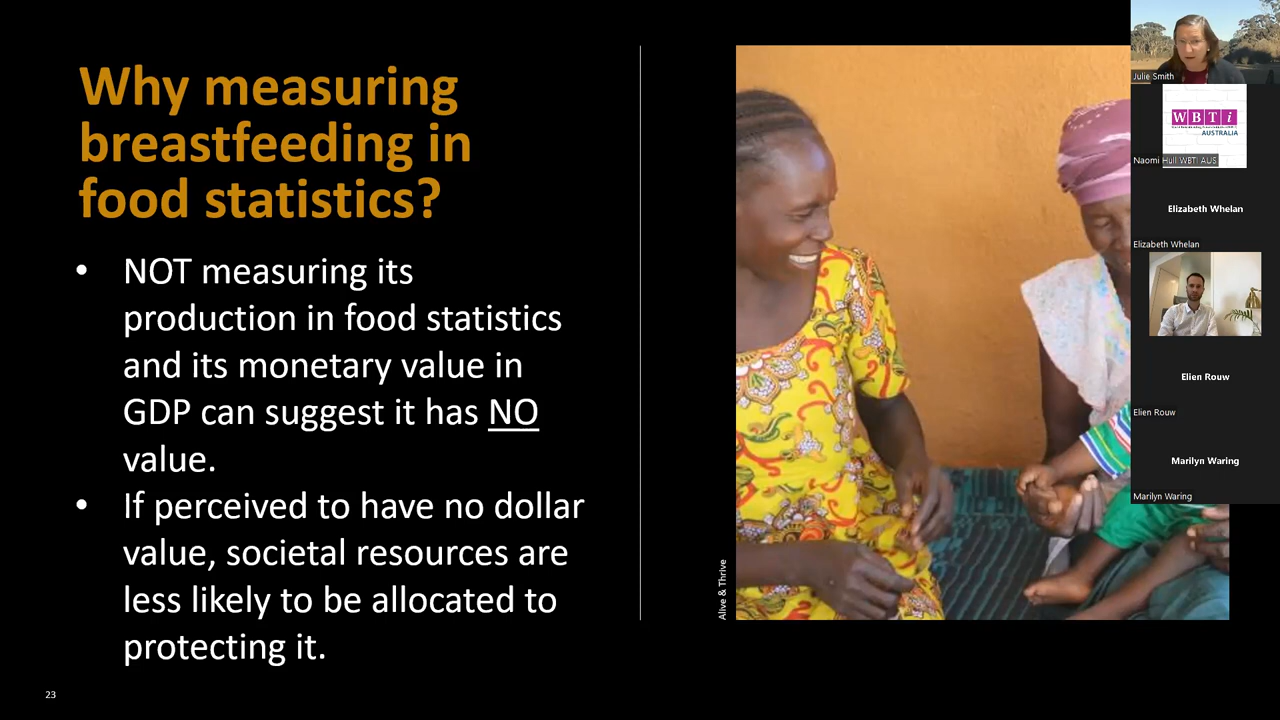 Why measuring
breastfeeding in
food statistics?
• NOT measuring its
production in food statistics
and its monetary value in
GDP can suggest it has NO
value.
• If perceived to have no dollar
value, societal resources are
less likely to be allocated to
protecting it.
23
Alive & Thrive
Julie Smith
WBTi
AUSTRALIA
Naomi Hull WBTI AUS
Elizabeth Whelan
Elizabeth Whelan
Elien Rouw
Elien Rouw
Marilyn Waring
Marilyn Waring